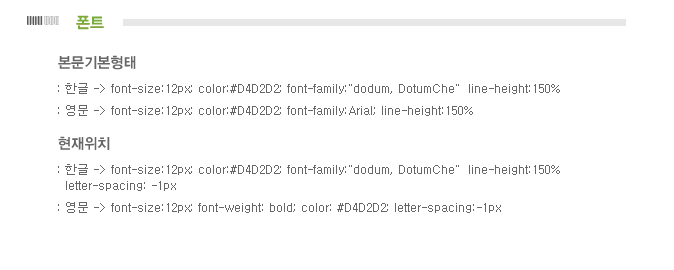 폰트
본문기본형태
: 한글 -> font-size:12px; color:#D4D2D2; font-family:"dodum, DotumChe" line-height:150%
: 영문 -> font-size:12px; color:#D4D2D2; font-family:Arial; line-height:150%
현재위치
: 한글 -> font-size:12px; color:#D4D2D2; font-family:"dodum, DotumChe" line-height:150%
letter-spacing: -1px
: 영문 -> font-size:12px; font-weight: bold; color: #D4D2D2; letter-spacing:-1px